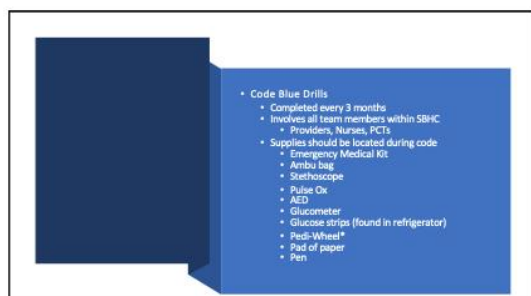 • Code Blue Drills
• Completed every 3 months
• Involves all team members within SBHC
• Providers, Nurses, PCTs
• Supplies should be located during code
• Emergency Medical Kit
• Ambu bag
• Stethoscope
• Pulse Ox
• AED
• Glucometer
• Glucose strips (found in refrigerator)
• Pedi-Wheel*
• Pad of paper
• Pen